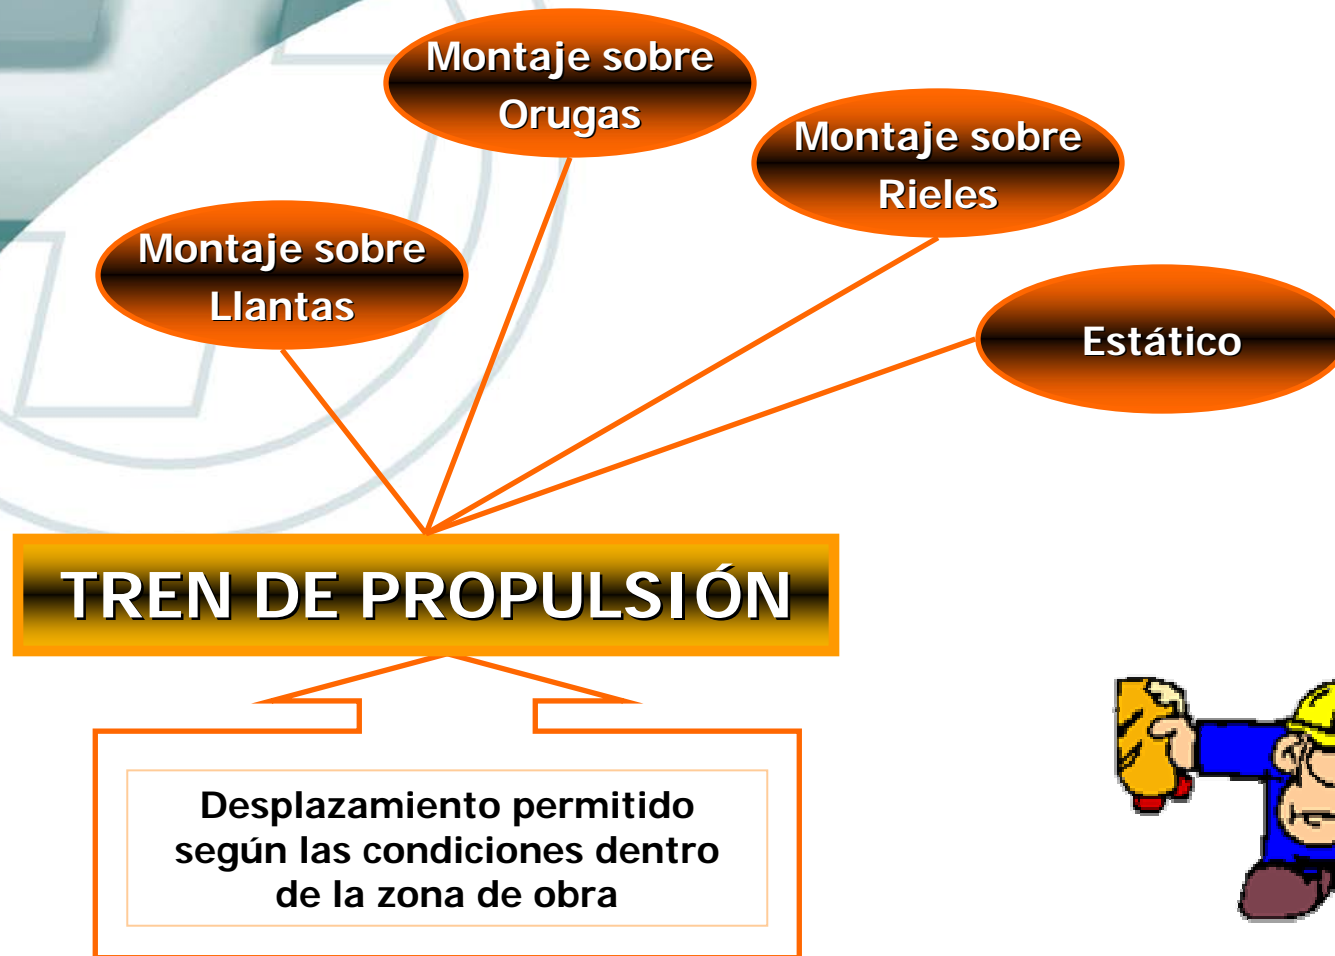 Montaje sobre
Orugas
Montaje sobre
Rieles
Montaje sobre
Llantas
Estático
TREN DE PROPULSIÓN
Desplazamiento permitido
según las condiciones dentro
de la zona de obra